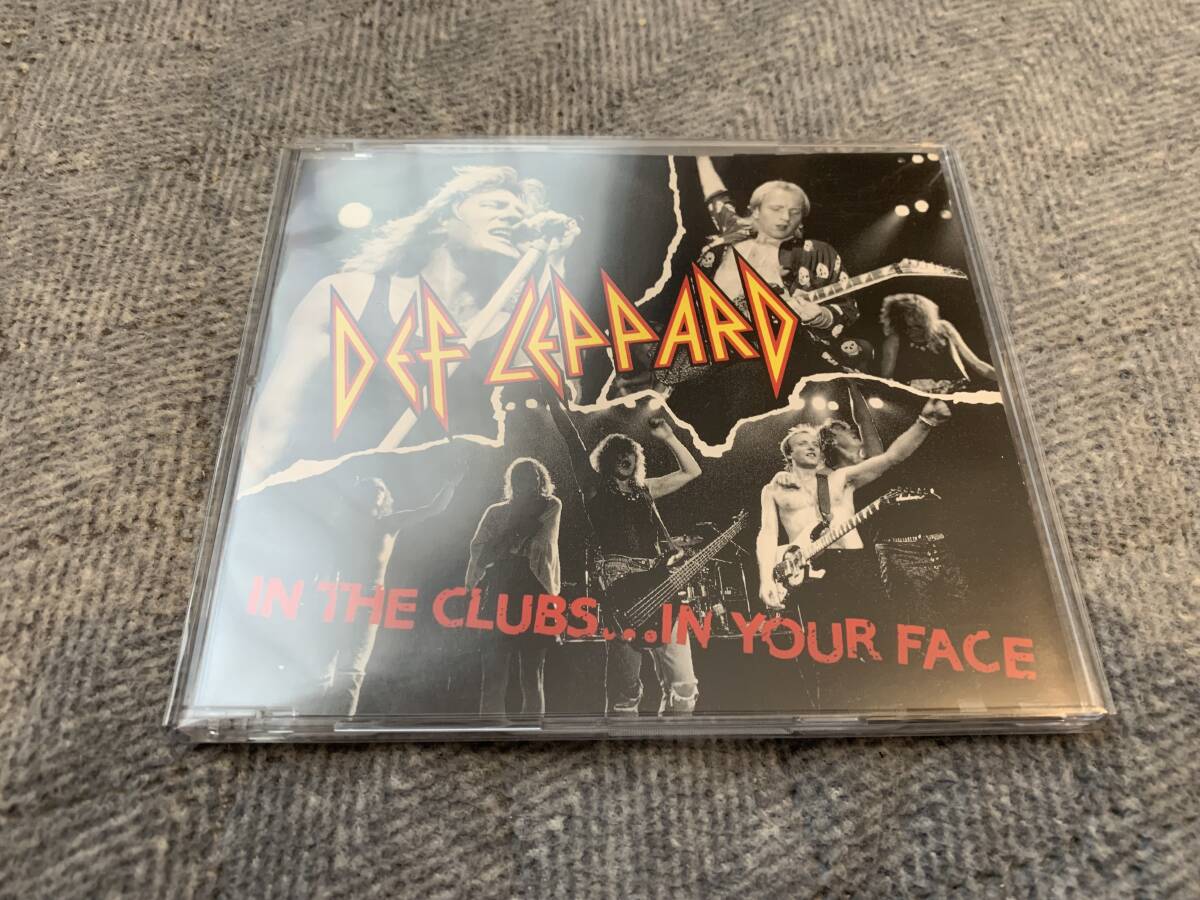 DEF LEPPARD
IN THE CLUBS...IN YOUR FACE